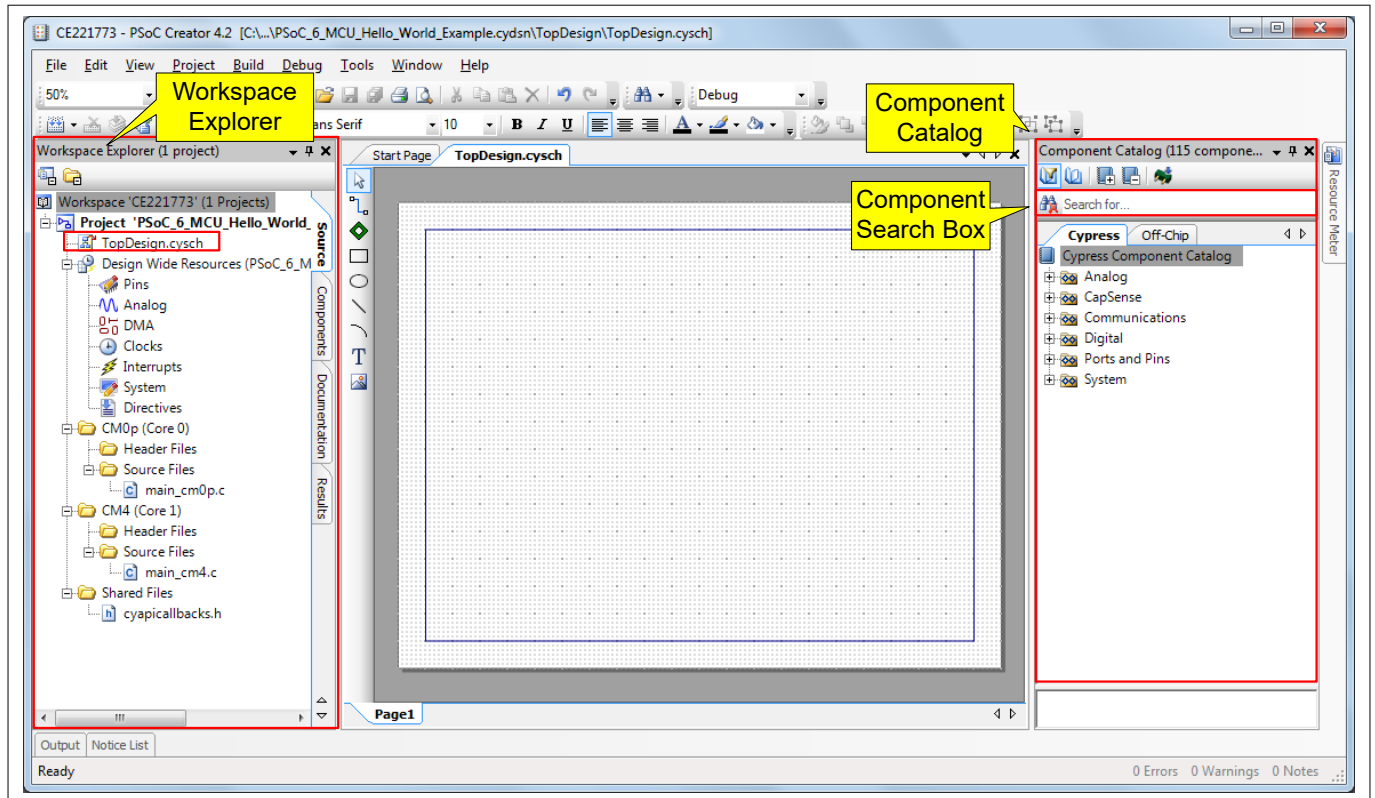 CE221773 - PSoC Creator 4.2 [C:\...\PSoC_6_MCU_Hello_World_Example.cydsn\TopDesign\TopDesign.cysch]
File Edit View Project Build Debug Tools Window Help
50%
Debug
Workspace
Explorer
Component
Catalog
ans Serif
10
B I U
A
Workspace Explorer (1 project)
Start Page
TopDesign.cysch
Component Catalog (115 compone...
Workspace 'CE221773' (1 Projects)
Project 'PSoC_6_MCU_Hello_World_
TopDesign.cysch
Design Wide Resources (PSoC_6_M
Pins
Analog
DMA
Clocks
Interrupts
System
Directives
CM0p (Core 0)
Header Files
Source Files
main_cm0p.c
CM4 (Core 1)
Header Files
Source Files
main_cm4.c
Shared Files
cyapicallbacks.h
Source
Components
Documentation
Results
T
Component
Search Box
Search for...
Cypress
Off-Chip
Cypress Component Catalog
Analog
CapSense
Communications
Digital
Ports and Pins
System
Resource Meter
Page1
Output
Notice List
Ready
0 Errors 0 Warnings 0 Notes